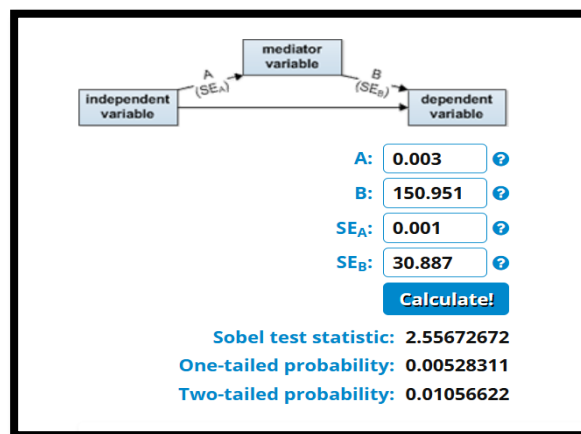 mediator
variable
A
(SEA)
B
(SEB)
independent
variable
dependent
variable
A: 0.003 ?
B: 150.951 ?
SEA: 0.001 ?
SEB: 30.887 ?
Calculate!
Sobel test statistic: 2.55672672
One-tailed probability: 0.00528311
Two-tailed probability: 0.01056622